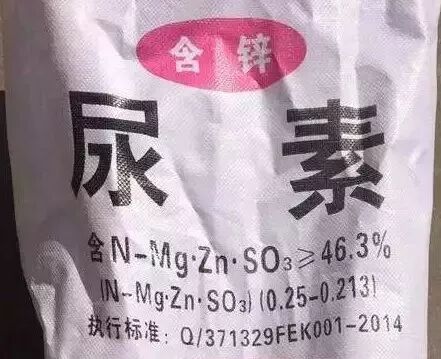 含锌
尿素
含N-Mg·Zn·SO₃≥46.3%
(N-Mg·Zn·SO₃)(0.25-0.213)
执行标准：Q/371329FEK001-2014